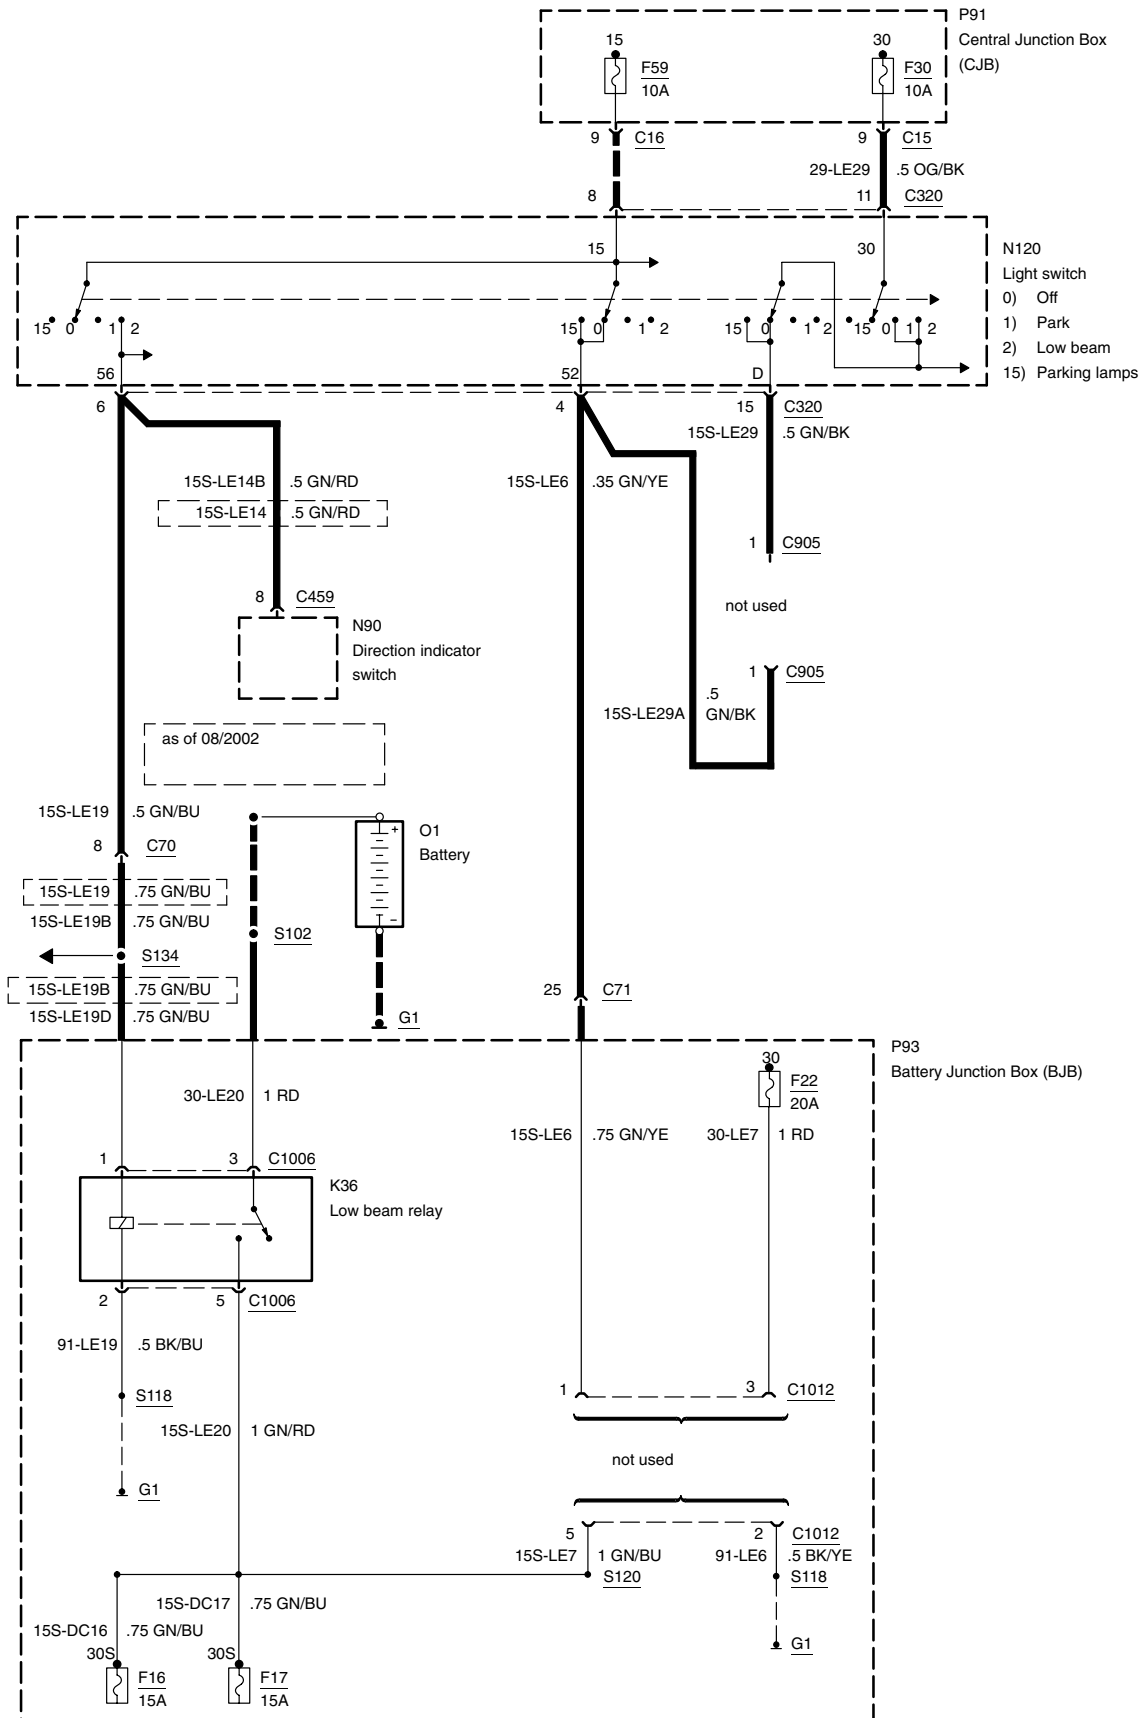 P91
15
30
Central Junction Box
(CJB)
F59
F30
10A
10A
9
C16
9
C15
29-LE29
.5 OG/BK
8
11
C320
15
30
N120
Light switch
0) Off
1) Park
2) Low beam
15) Parking lamps
15 0 1 2
15 0 1 2
15 0 1 2
15 0 1 2
56
52
D
6
4
15
C320
15S-LE29
.5 GN/BK
15S-LE14B
.5 GN/RD
15S-LE6
.35 GN/YE
15S-LE14
.5 GN/RD
1
C905
8
C459
not used
N90
Direction indicator
switch
1
C905
.5
15S-LE29A
GN/BK
as of 08/2002
15S-LE19
.5 GN/BU
O1
Battery
+
8
C70
15S-LE19
.75 GN/BU
15S-LE19B
.75 GN/BU
−
S102
S134
15S-LE19B
.75 GN/BU
25
C71
15S-LE19D
.75 GN/BU
G1
P93
Battery Junction Box (BJB)
30
F22
20A
30-LE20
1 RD
15S-LE6
.75 GN/YE
30-LE7
1 RD
1
3
C1006
K36
Low beam relay
2
5
C1006
91-LE19
.5 BK/BU
1
3
C1012
S118
15S-LE20
1 GN/RD
not used
G1
5
2
C1012
15S-LE7
1 GN/BU
91-LE6
.5 BK/YE
S120
S118
15S-DC17
.75 GN/BU
15S-DC16
.75 GN/BU
G1
30S
30S
F16
F17
15A
15A